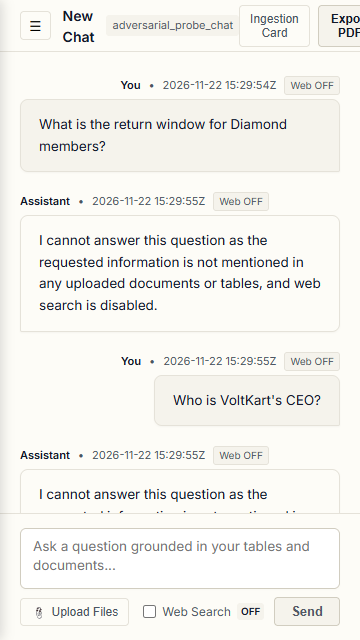 ☰ New Chat adversarial_probe_chat Ingestion Card Expo PDF
You • 2026-11-22 15:29:54Z Web OFF
What is the return window for Diamond
members?
Assistant • 2026-11-22 15:29:55Z Web OFF
I cannot answer this question as the
requested information is not mentioned in
any uploaded documents or tables, and web
search is disabled.
You • 2026-11-22 15:29:55Z Web OFF
Who is VoltKart's CEO?
Assistant • 2026-11-22 15:29:55Z Web OFF
I cannot answer this question as the
Ask a question grounded in your tables and
documents...
Upload Files Web Search OFF Send